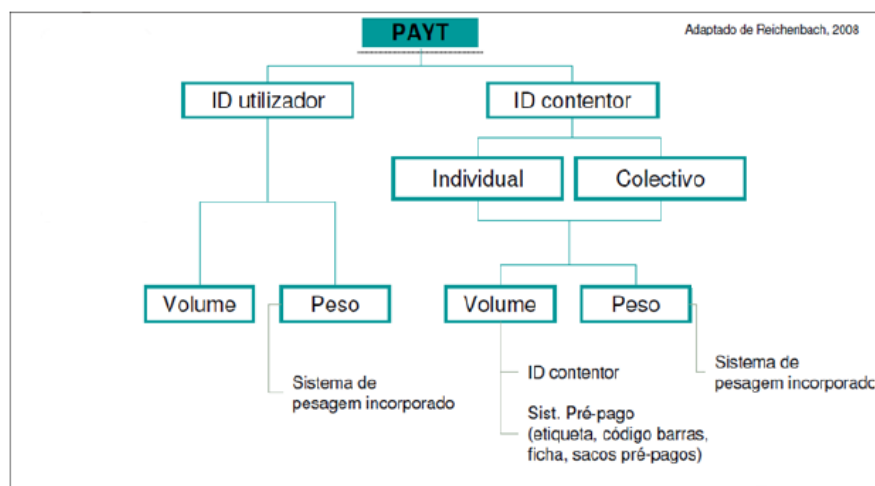 PAYT
Adaptado de Reichenbach, 2008
ID utilizador
ID contentor
Individual
Colectivo
Volume
Peso
Volume
Peso
Sistema de
pesagem incorporado
ID contentor
Sist. Pré-pago
(etiqueta, código barras,
ficha, sacos pré-pagos)
Sistema de
pesagem incorporado